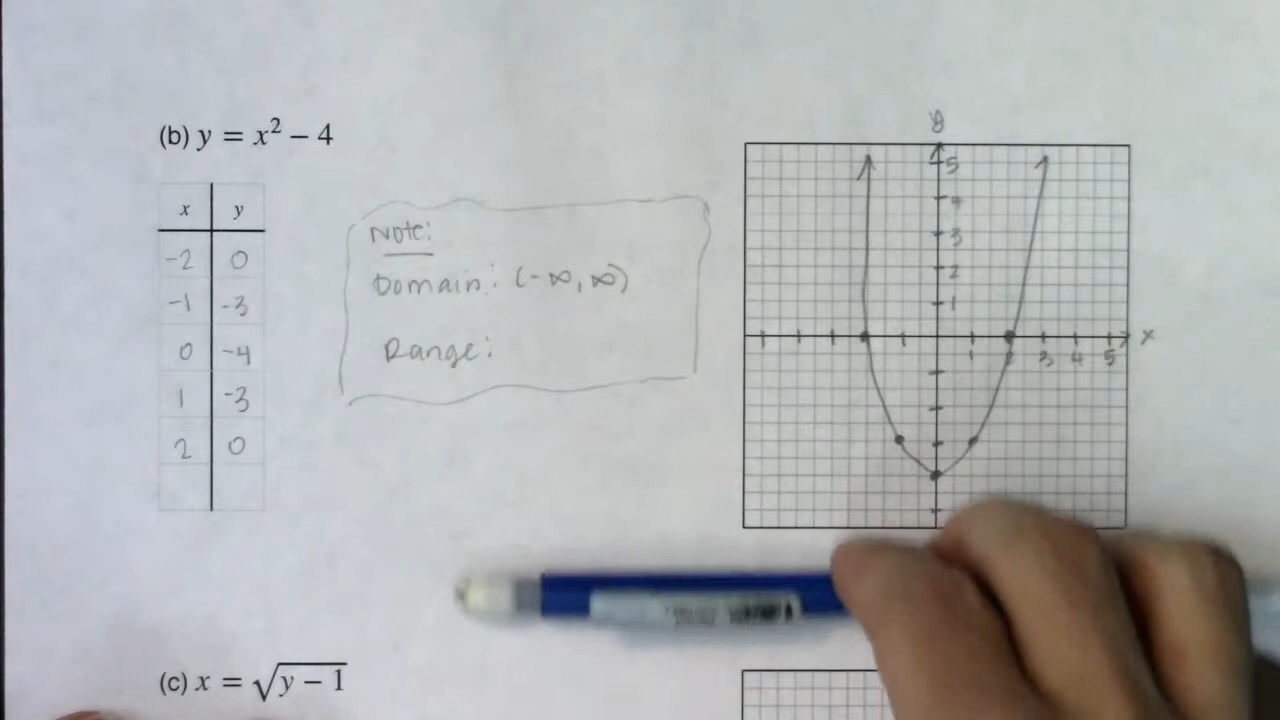 (b) y = x² − 4
x y
-2 0
-1 -3
0 -4
1 -3
2 0
Note:
Domain: (-∞, ∞)
Range:
y
5
4
3
2
1
x
1 2 3 4 5
(c) x = √(y − 1)